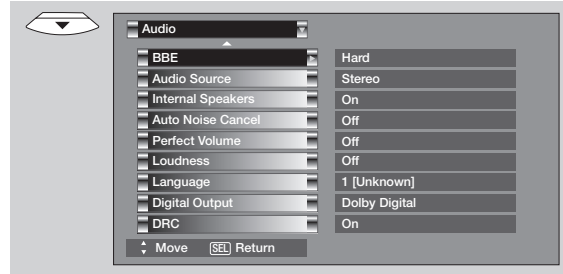 Audio
BBE Hard
Audio Source Stereo
Internal Speakers On
Auto Noise Cancel Off
Perfect Volume Off
Loudness Off
Language 1 [Unknown]
Digital Output Dolby Digital
DRC On
Move SEL Return